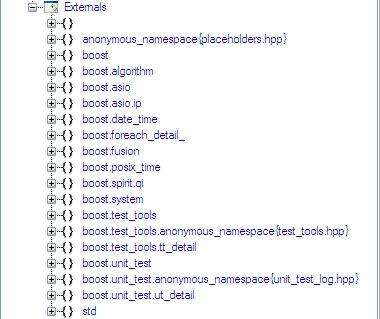 Externals
{}
{} anonymous_namespace{placeholders.hpp}
{} boost
{} boost.algorithm
{} boost.asio
{} boost.asio.ip
{} boost.date_time
{} boost.foreach_detail_
{} boost.fusion
{} boost.posix_time
{} boost.spirit.qi
{} boost.system
{} boost.test_tools
{} boost.test_tools.anonymous_namespace{test_tools.hpp}
{} boost.test_tools.tt_detail
{} boost.unit_test
{} boost.unit_test.anonymous_namespace{unit_test_log.hpp}
{} boost.unit_test.ut_detail
{} std